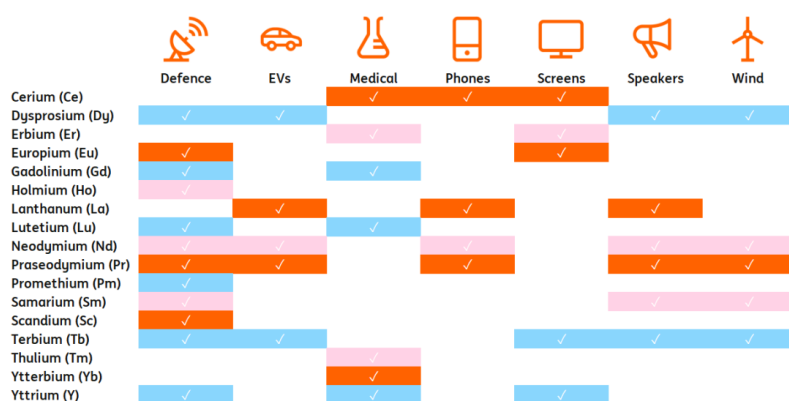 Defence EVs Medical Phones Screens Speakers Wind
Cerium (Ce) ✓ ✓ ✓
Dysprosium (Dy) ✓ ✓ ✓ ✓
Erbium (Er) ✓ ✓
Europium (Eu) ✓ ✓
Gadolinium (Gd) ✓ ✓
Holmium (Ho) ✓
Lanthanum (La) ✓ ✓ ✓
Lutetium (Lu) ✓ ✓
Neodymium (Nd) ✓ ✓ ✓ ✓ ✓
Praseodymium (Pr) ✓ ✓ ✓ ✓ ✓
Promethium (Pm) ✓
Samarium (Sm) ✓ ✓ ✓
Scandium (Sc) ✓
Terbium (Tb) ✓ ✓ ✓ ✓ ✓
Thulium (Tm) ✓
Ytterbium (Yb) ✓
Yttrium (Y) ✓ ✓ ✓